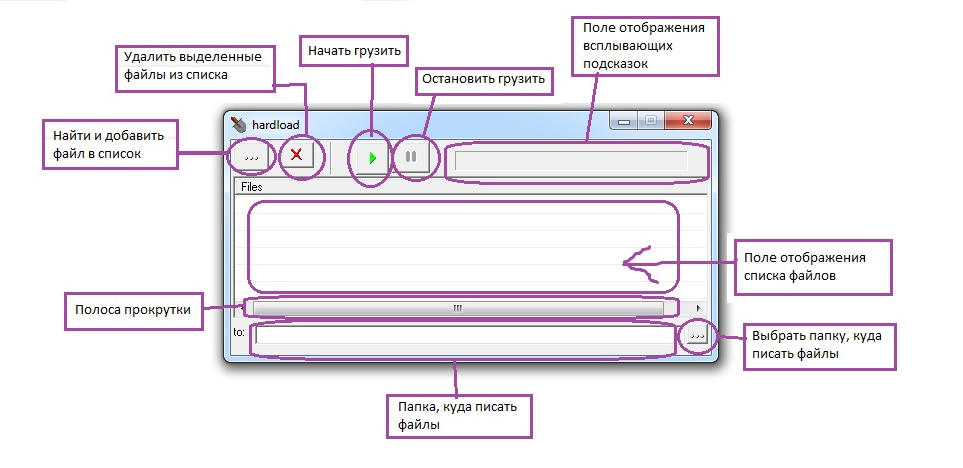 Поле отображения
всплывающих
подсказок
Начать грузить
Удалить выделенные
файлы из списка
Остановить грузить
Найти и добавить
файл в список
hardload
...
Files
Поле отображения
списка файлов
Полоса прокрутки
to:
...
Выбрать папку, куда
писать файлы
Папка, куда писать
файлы